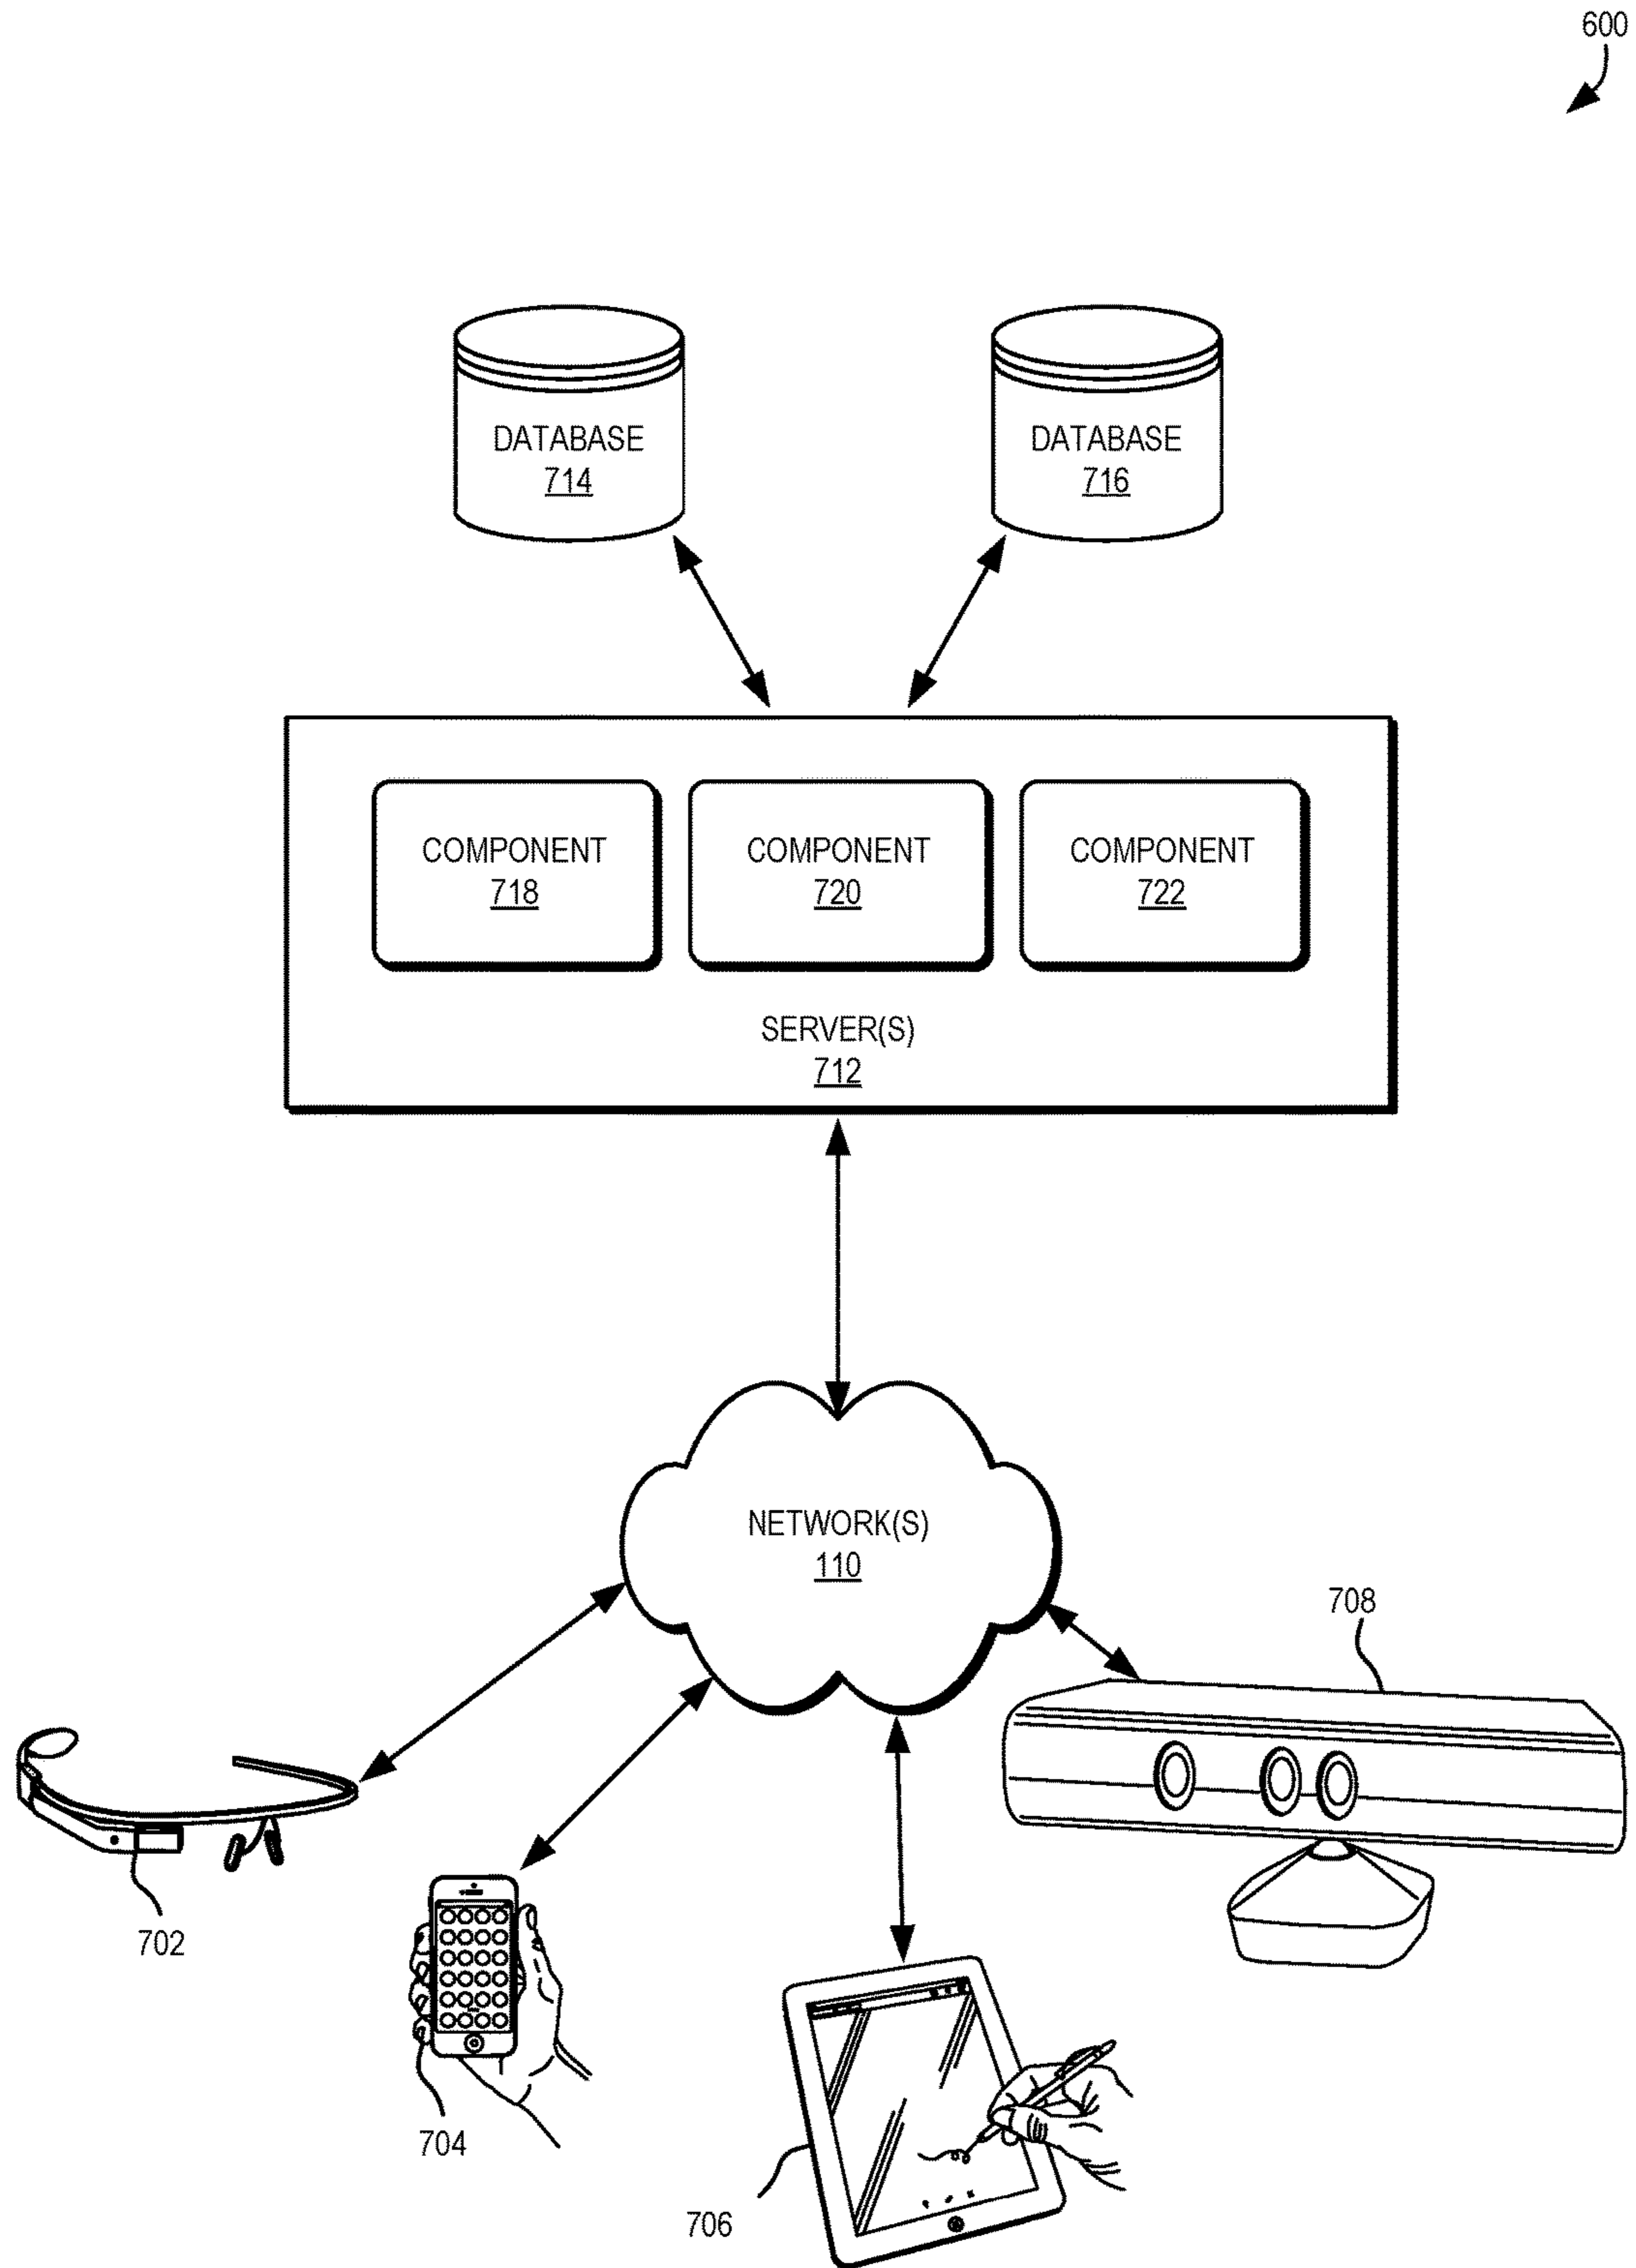 600
DATABASE
714
DATABASE
716
COMPONENT
718
COMPONENT
720
COMPONENT
722
SERVER(S)
712
NETWORK(S)
110
708
702
704
706